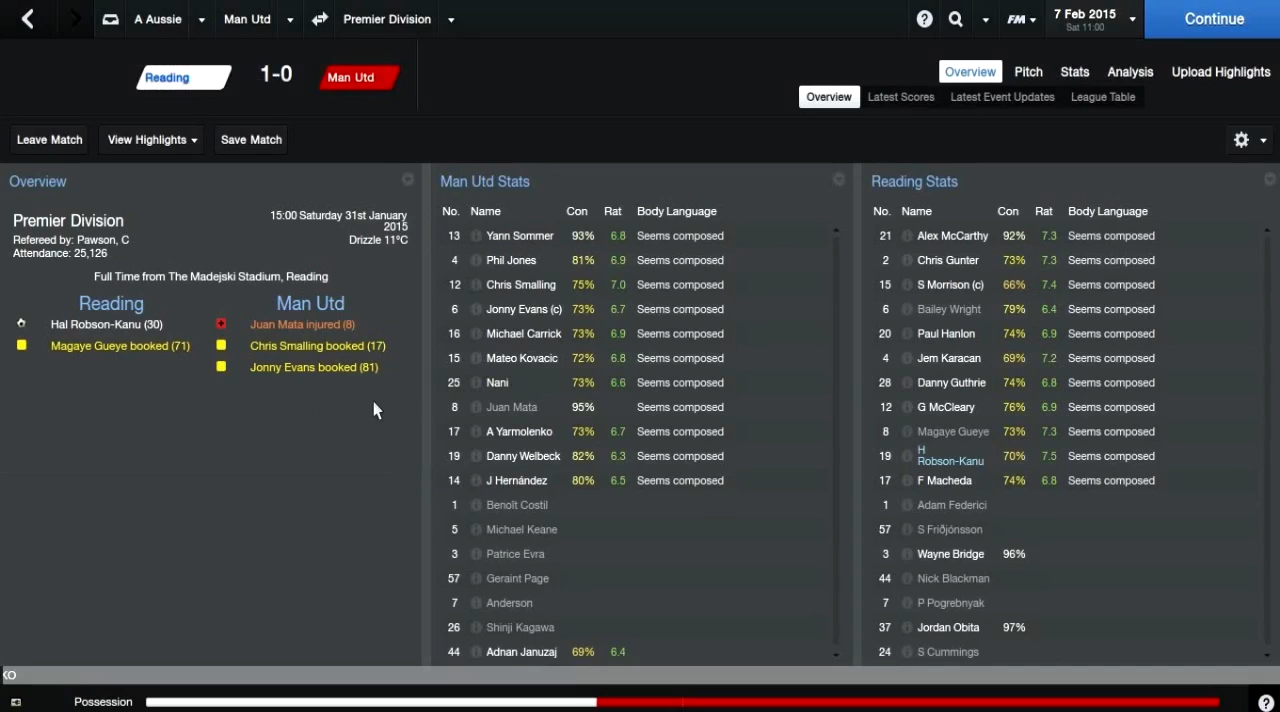 A Aussie Man Utd Premier Division FM 7 Feb 2015 Continue
Sat 11:00
Reading 1-0 Man Utd
Overview Pitch Stats Analysis Upload Highlights
Overview Latest Scores Latest Event Updates League Table
Leave Match View Highlights Save Match
Overview
Premier Division
15:00 Saturday 31st January
2015
Refereed by: Pawson, C
Drizzle 11°C
Attendance: 25,126
Full Time from The Madejski Stadium, Reading
Reading Man Utd
Hal Robson-Kanu (30) Juan Mata injured (8)
Magaye Gueye booked (71) Chris Smalling booked (17)
Jonny Evans booked (81)
Man Utd Stats
No. Name Con Rat Body Language
13 Yann Sommer 93% 6.8 Seems composed
4 Phil Jones 81% 6.9 Seems composed
12 Chris Smalling 75% 7.0 Seems composed
6 Jonny Evans (c) 73% 6.7 Seems composed
16 Michael Carrick 73% 6.9 Seems composed
15 Mateo Kovacic 72% 6.8 Seems composed
25 Nani 73% 6.6 Seems composed
8 Juan Mata 95% Seems composed
17 A Yarmolenko 73% 6.7 Seems composed
19 Danny Welbeck 82% 6.3 Seems composed
14 J Hernández 80% 6.5 Seems composed
1 Benoît Costil
5 Michael Keane
3 Patrice Evra
57 Geraint Page
7 Anderson
26 Shinji Kagawa
44 Adnan Januzaj 69% 6.4
Reading Stats
No. Name Con Rat Body Language
21 Alex McCarthy 92% 7.3 Seems composed
2 Chris Gunter 73% 7.3 Seems composed
15 S Morrison (c) 66% 7.4 Seems composed
6 Bailey Wright 79% 6.4 Seems composed
20 Paul Hanlon 74% 6.9 Seems composed
4 Jem Karacan 69% 7.2 Seems composed
28 Danny Guthrie 74% 6.8 Seems composed
12 G McCleary 76% 6.9 Seems composed
8 Magaye Gueye 73% 7.3 Seems composed
19 H Robson-Kanu 70% 7.5 Seems composed
17 F Macheda 74% 6.8 Seems composed
1 Adam Federici
57 S Friðjónsson
3 Wayne Bridge 96%
44 Nick Blackman
7 P Pogrebnyak
37 Jordan Obita 97%
24 S Cummings
KO
Possession